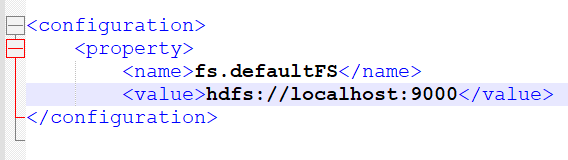 <configuration>
<property>
<name>fs.defaultFS</name>
<value>hdfs://localhost:9000</value>
</configuration>